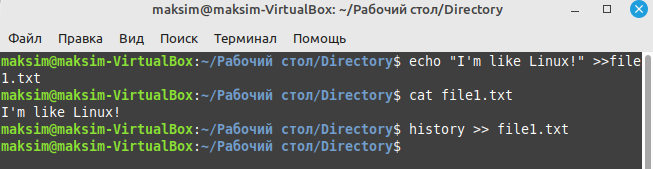 maksim@maksim-VirtualBox: ~/Рабочий стол/Directory
Файл Правка Вид Поиск Терминал Помощь
maksim@maksim-VirtualBox:~/Рабочий стол/Directory$ echo "I'm like Linux!" >>file
1.txt
maksim@maksim-VirtualBox:~/Рабочий стол/Directory$ cat file1.txt
I'm like Linux!
maksim@maksim-VirtualBox:~/Рабочий стол/Directory$ history >> file1.txt
maksim@maksim-VirtualBox:~/Рабочий стол/Directory$